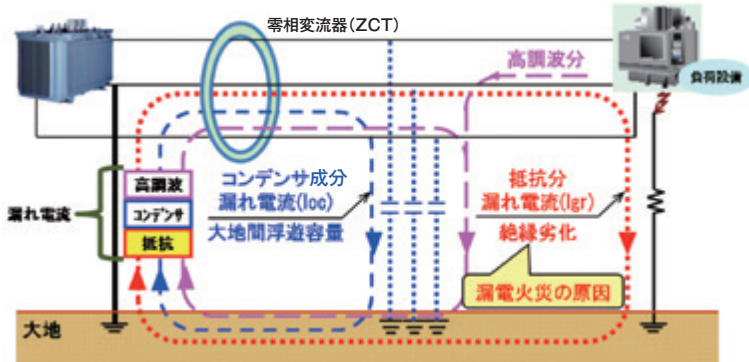 零相変流器(ZCT)
高調波分
負荷設備
高調波
コンデンサ
抵抗
漏れ電流
コンデンサ成分
漏れ電流(Ioc)
大地間浮遊容量
抵抗分
漏れ電流(Igr)
絶縁劣化
漏電火災の原因
大地